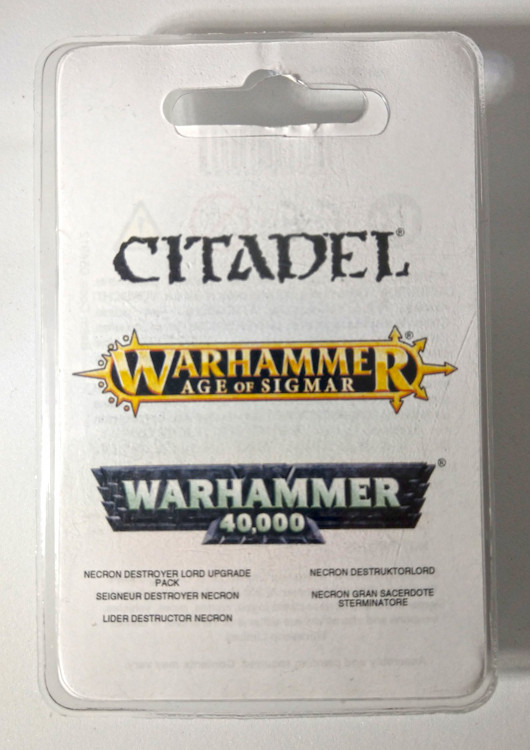 CITADEL®
WARHAMMER®
AGE OF SIGMAR
WARHAMMER®
40,000
NECRON DESTROYER LORD UPGRADE
PACK
SEIGNEUR DESTROYER NECRON
LIDER DESTRUCTOR NECRON
NECRON DESTRUKTORLORD
NECRON GRAN SACERDOTE
STERMINATORE